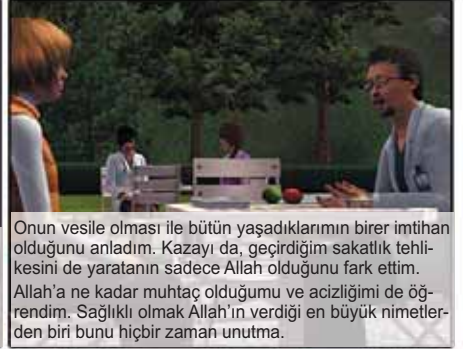 Onun vesile olması ile bütün yaşadıklarımın birer imtihan
olduğunu anladım. Kazayı da, geçirdiğim sakatlık tehli-
kesini de yaratanın sadece Allah olduğunu fark ettim.
Allah'a ne kadar muhtaç olduğumu ve acizliğimi de öğ-
rendim. Sağlıklı olmak Allah'ın verdiği en büyük nimetler-
den biri bunu hiçbir zaman unutma.